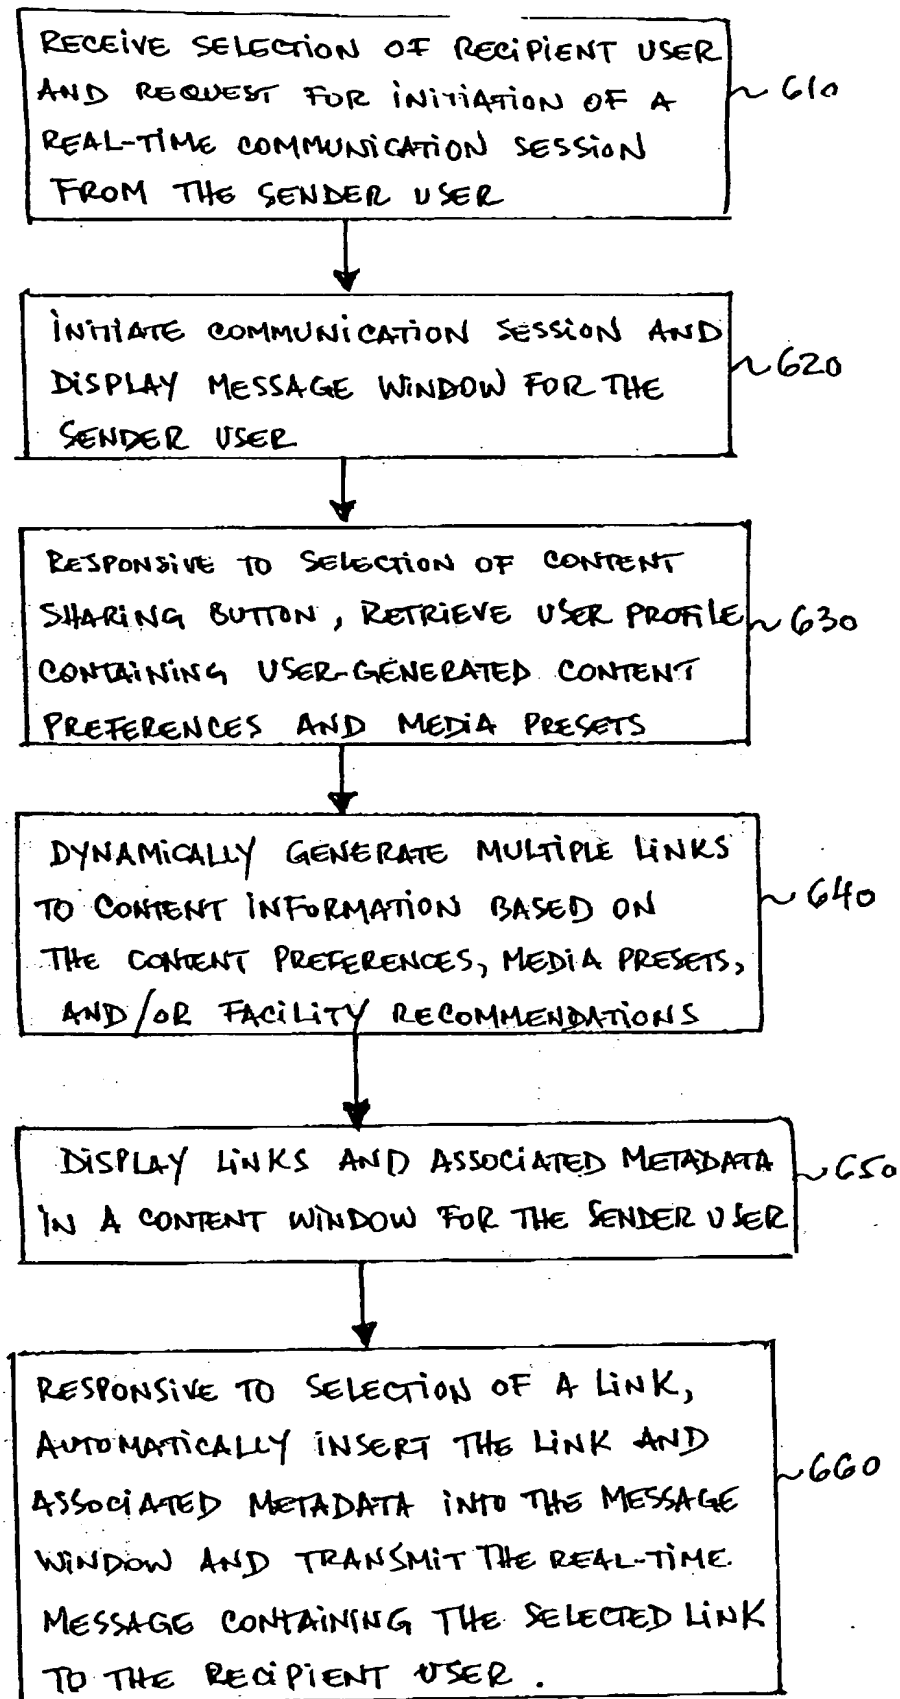 RECEIVE SELECTION OF RECIPIENT USER
AND REQUEST FOR INITIATION OF A
REAL-TIME COMMUNICATION SESSION
FROM THE SENDER USER
610
INITIATE COMMUNICATION SESSION AND
DISPLAY MESSAGE WINDOW FOR THE
SENDER USER
620
RESPONSIVE TO SELECTION OF CONTENT
SHARING BUTTON, RETRIEVE USER PROFILE
CONTAINING USER-GENERATED CONTENT
PREFERENCES AND MEDIA PRESETS
630
DYNAMICALLY GENERATE MULTIPLE LINKS
TO CONTENT INFORMATION BASED ON
THE CONTENT PREFERENCES, MEDIA PRESETS,
AND/OR FACILITY RECOMMENDATIONS
640
DISPLAY LINKS AND ASSOCIATED METADATA
IN A CONTENT WINDOW FOR THE SENDER USER
650
RESPONSIVE TO SELECTION OF A LINK,
AUTOMATICALLY INSERT THE LINK AND
ASSOCIATED METADATA INTO THE MESSAGE
WINDOW AND TRANSMIT THE REAL-TIME
MESSAGE CONTAINING THE SELECTED LINK
TO THE RECIPIENT USER.
660